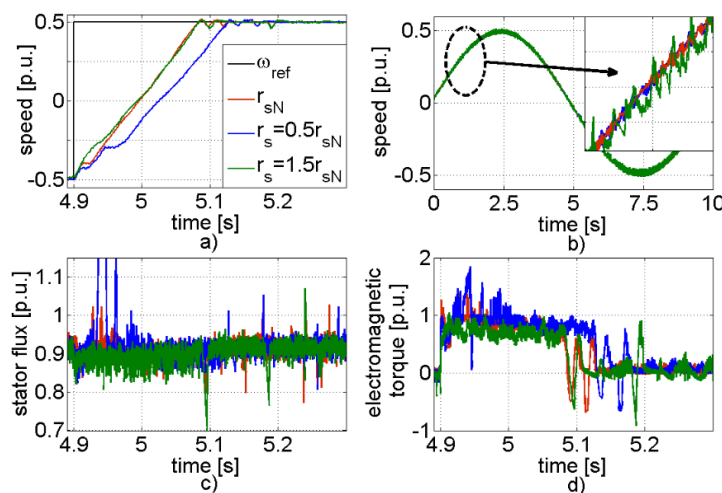 speed [p.u.]
0.5
0
-0.5
4.9 5 5.1 5.2
time [s]
a)
ω_ref
r_sN
r_s=0.5r_sN
r_s=1.5r_sN
speed [p.u.]
0.5
0
-0.5
0 2.5 5 7.5 10
time [s]
b)
stator flux [p.u.]
1.1
1
0.9
0.8
0.7
4.9 5 5.1 5.2
time [s]
c)
electromagnetic
torque [p.u.]
2
1
0
-1
4.9 5 5.1 5.2
time [s]
d)